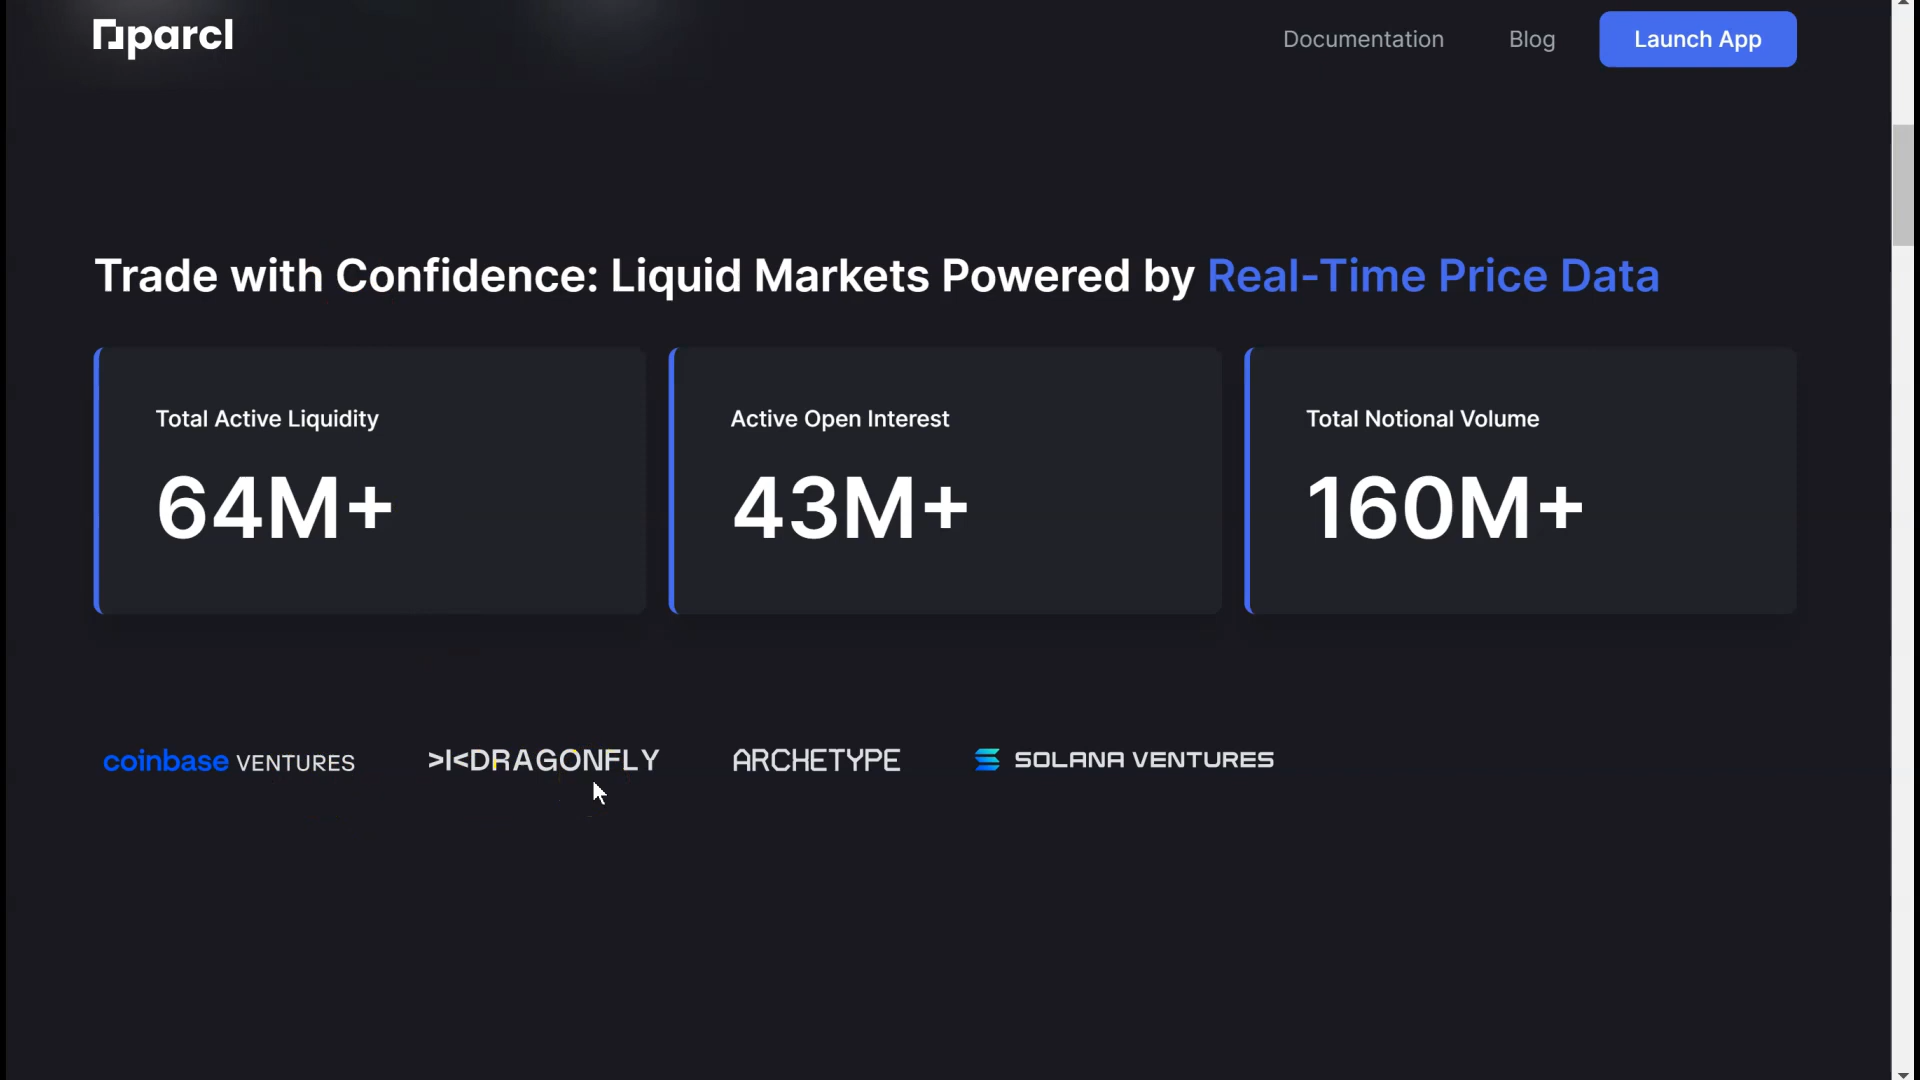 parcl
Documentation Blog Launch App
Trade with Confidence: Liquid Markets Powered by Real-Time Price Data
Total Active Liquidity
64M+
Active Open Interest
43M+
Total Notional Volume
160M+
coinbase VENTURES
DRAGONFLY
ARCHETYPE
SOLANA VENTURES